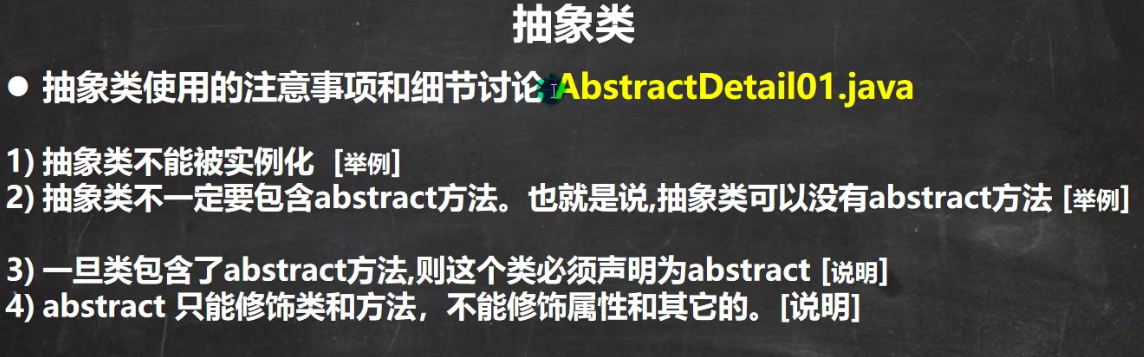 抽象类
● 抽象类使用的注意事项和细节讨论 AbstractDetail01.java
1) 抽象类不能被实例化 [举例]
2) 抽象类不一定要包含abstract方法。也就是说,抽象类可以没有abstract方法 [举例]
3) 一旦类包含了abstract方法,则这个类必须声明为abstract [说明]
4) abstract 只能修饰类和方法，不能修饰属性和其它的。[说明]